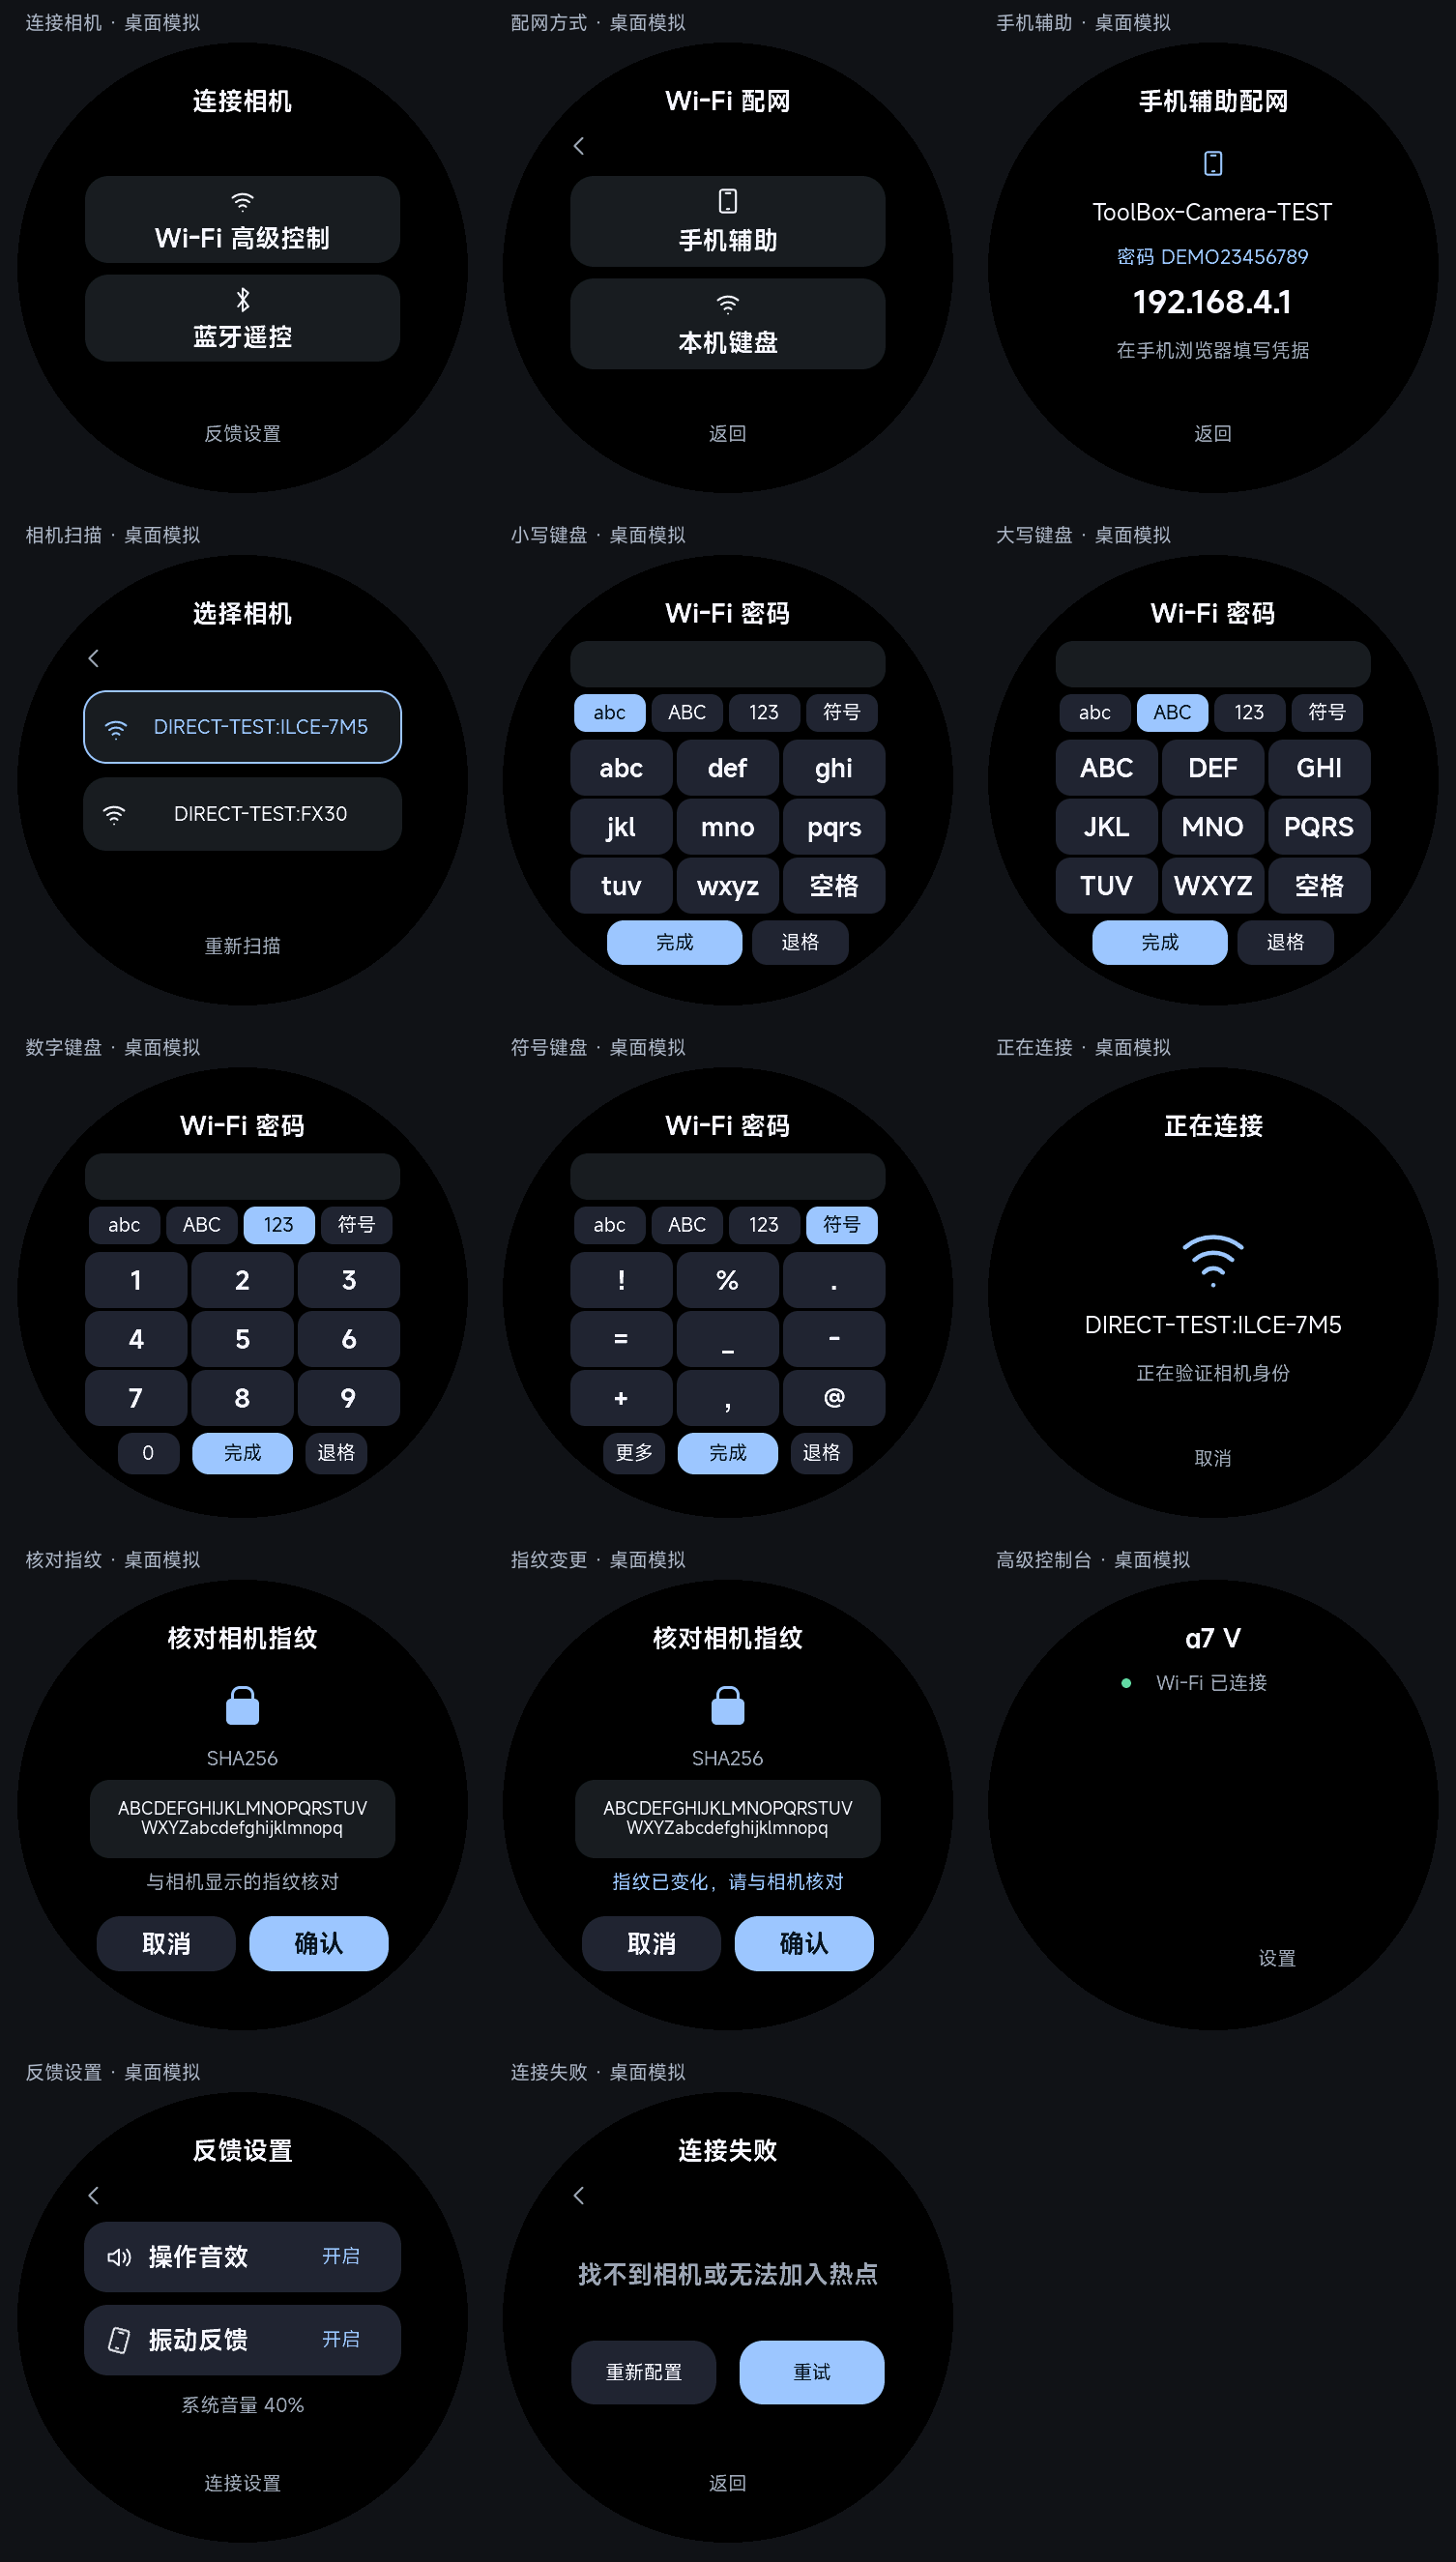 连接相机 · 桌面模拟
连接相机
Wi-Fi 高级控制
蓝牙遥控
反馈设置
配网方式 · 桌面模拟
Wi-Fi 配网
手机辅助
本机键盘
返回
手机辅助 · 桌面模拟
手机辅助配网
ToolBox-Camera-TEST
密码 DEMO23456789
192.168.4.1
在手机浏览器填写凭据
返回
相机扫描 · 桌面模拟
选择相机
DIRECT-TEST:ILCE-7M5
DIRECT-TEST:FX30
重新扫描
小写键盘 · 桌面模拟
Wi-Fi 密码
abc ABC 123 符号
abc def ghi
jkl mno pqrs
tuv wxyz 空格
完成 退格
大写键盘 · 桌面模拟
Wi-Fi 密码
abc ABC 123 符号
ABC DEF GHI
JKL MNO PQRS
TUV WXYZ 空格
完成 退格
数字键盘 · 桌面模拟
Wi-Fi 密码
abc ABC 123 符号
1 2 3
4 5 6
7 8 9
0 完成 退格
符号键盘 · 桌面模拟
Wi-Fi 密码
abc ABC 123 符号
! % .
= _ -
+ , @
更多 完成 退格
正在连接 · 桌面模拟
正在连接
DIRECT-TEST:ILCE-7M5
正在验证相机身份
取消
核对指纹 · 桌面模拟
核对相机指纹
SHA256
ABCDEFGHIJKLMNOPQRSTUV
WXYZabcdefghijklmnopq
与相机显示的指纹核对
取消 确认
指纹变更 · 桌面模拟
核对相机指纹
SHA256
ABCDEFGHIJKLMNOPQRSTUV
WXYZabcdefghijklmnopq
指纹已变化，请与相机核对
取消 确认
高级控制台 · 桌面模拟
α7 V
Wi-Fi 已连接
设置
反馈设置 · 桌面模拟
反馈设置
操作音效 开启
振动反馈 开启
系统音量 40%
连接设置
连接失败 · 桌面模拟
连接失败
找不到相机或无法加入热点
重新配置 重试
返回